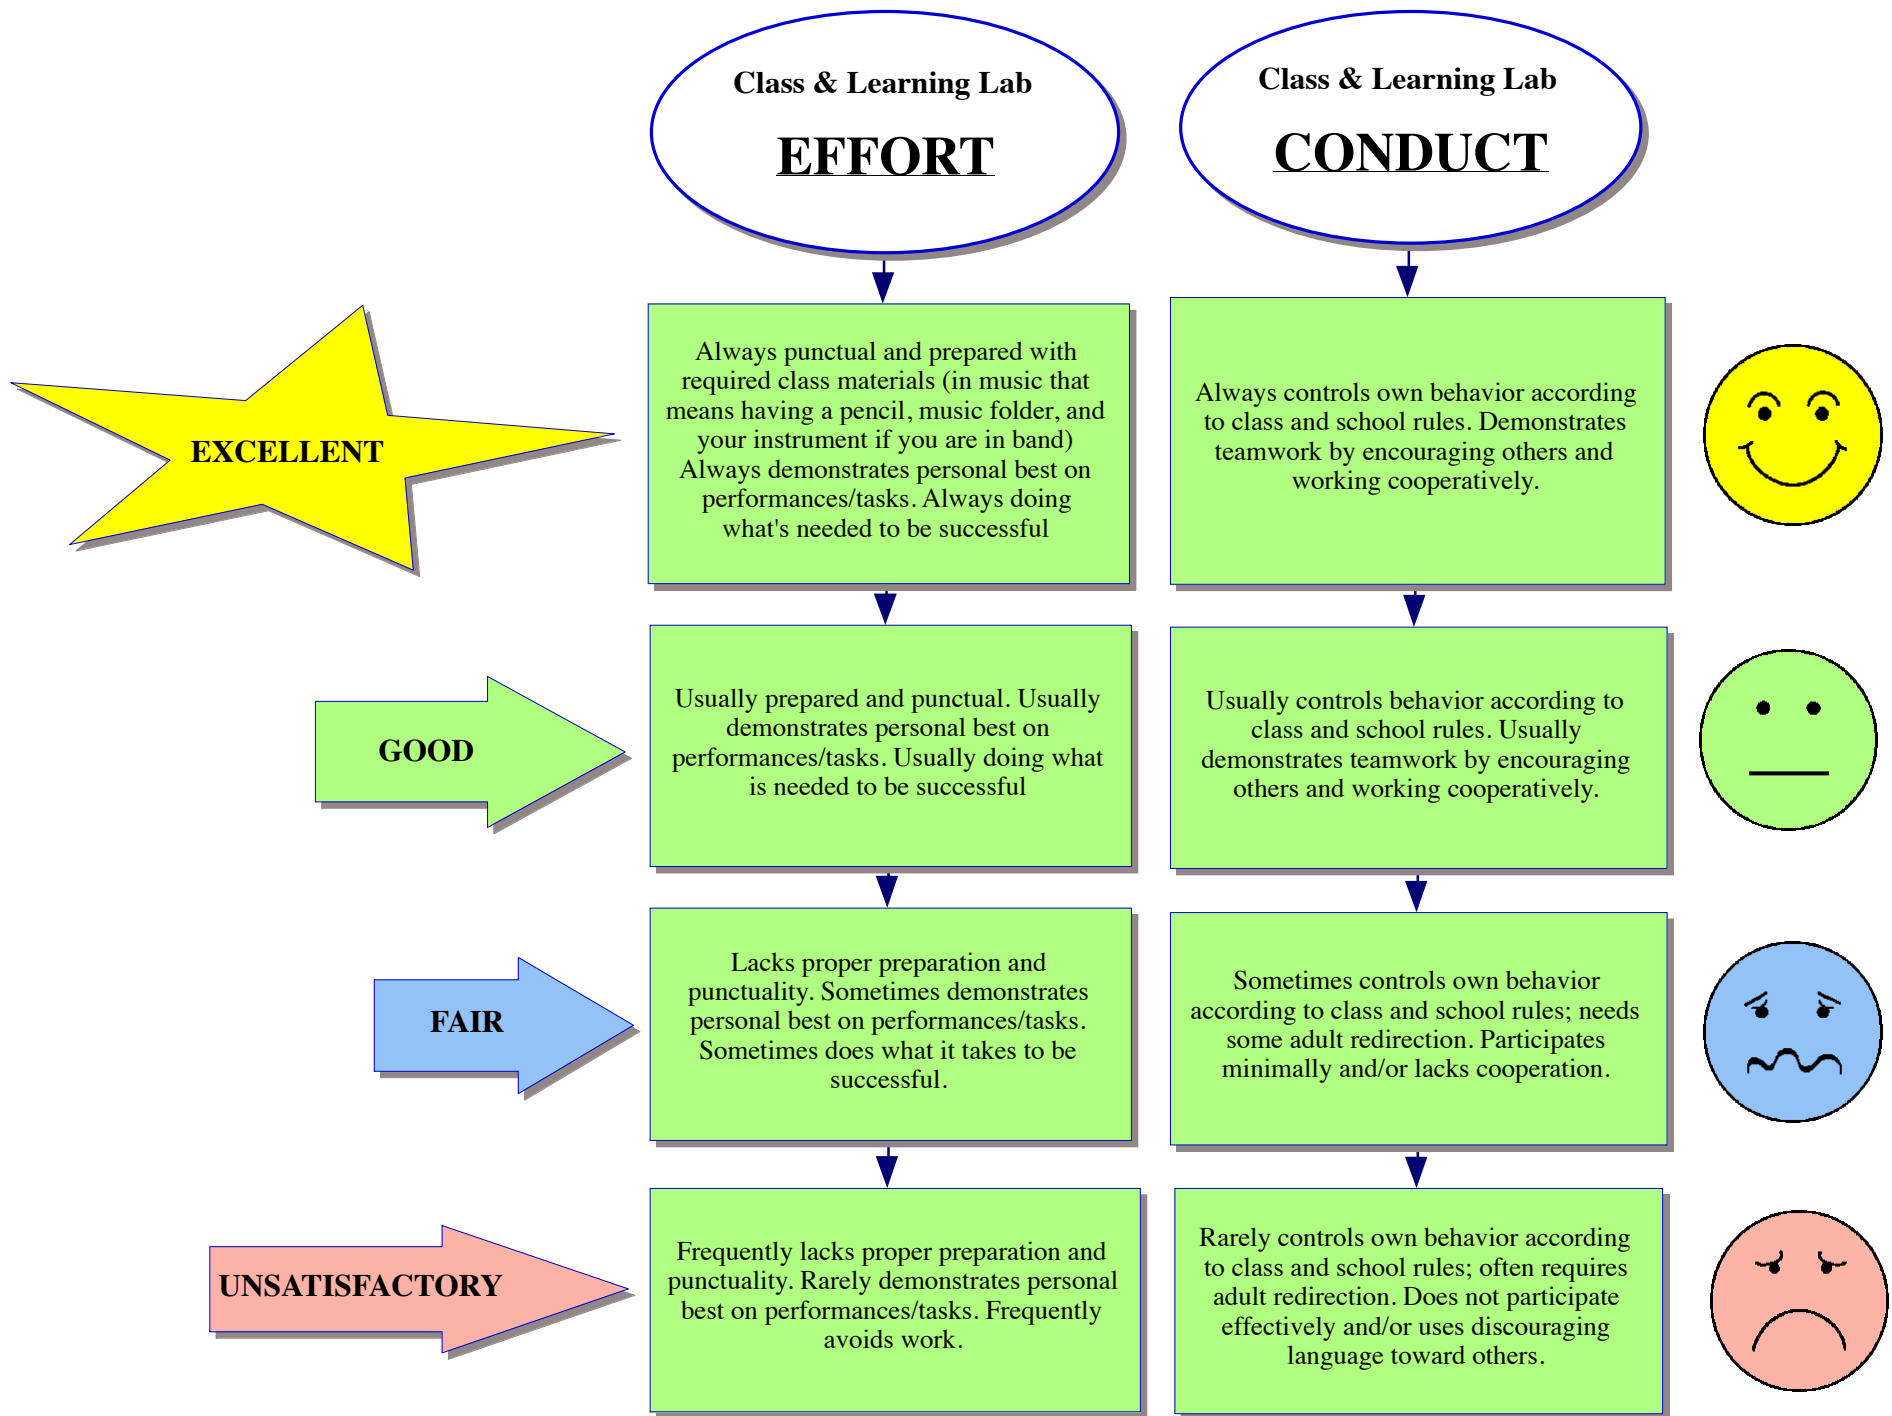 Class & Learning Lab
EFFORT
Class & Learning Lab
CONDUCT
EXCELLENT
Always punctual and prepared with
required class materials (in music that
means having a pencil, music folder, and
your instrument if you are in band)
Always demonstrates personal best on
performances/tasks. Always doing
what's needed to be successful
Always controls own behavior according
to class and school rules. Demonstrates
teamwork by encouraging others and
working cooperatively.
GOOD
Usually prepared and punctual. Usually
demonstrates personal best on
performances/tasks. Usually doing what
is needed to be successful
Usually controls behavior according to
class and school rules. Usually
demonstrates teamwork by encouraging
others and working cooperatively.
FAIR
Lacks proper preparation and
punctuality. Sometimes demonstrates
personal best on performances/tasks.
Sometimes does what it takes to be
successful.
Sometimes controls own behavior
according to class and school rules; needs
some adult redirection. Participates
minimally and/or lacks cooperation.
UNSATISFACTORY
Frequently lacks proper preparation and
punctuality. Rarely demonstrates personal
best on performances/tasks. Frequently
avoids work.
Rarely controls own behavior according
to class and school rules; often requires
adult redirection. Does not participate
effectively and/or uses discouraging
language toward others.